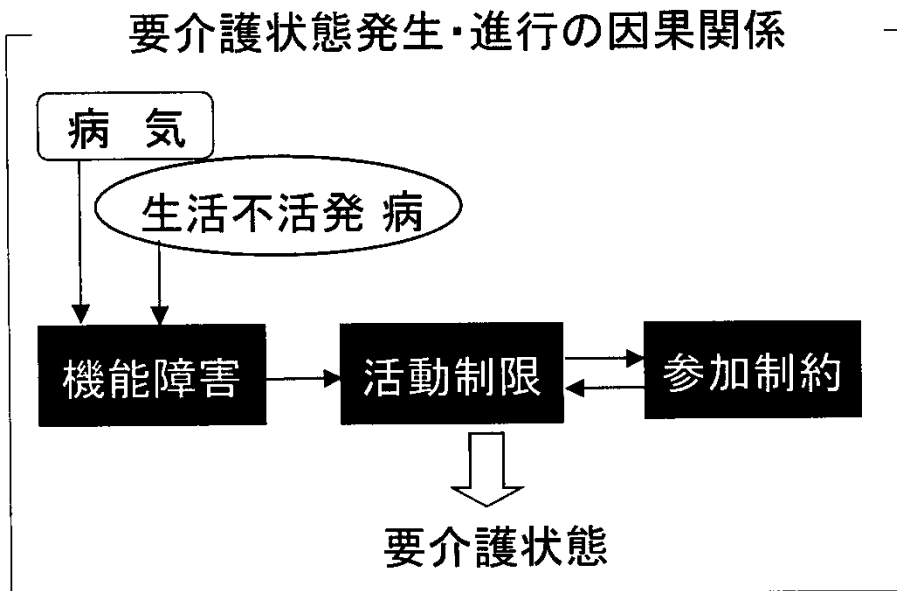 要介護状態発生・進行の因果関係
病 気
生活不活発 病
機能障害
活動制限
参加制約
要介護状態